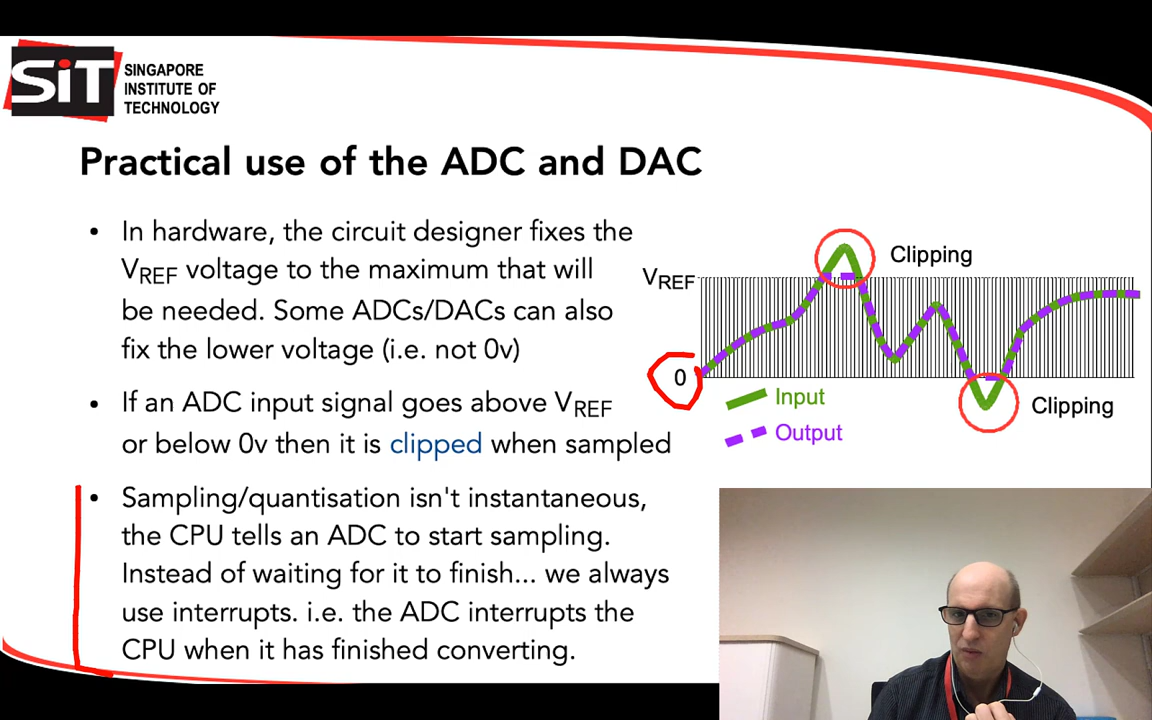 SiT
SINGAPORE
INSTITUTE OF
TECHNOLOGY
Practical use of the ADC and DAC
• In hardware, the circuit designer fixes the
VREF voltage to the maximum that will
be needed. Some ADCs/DACs can also
fix the lower voltage (i.e. not 0v)
• If an ADC input signal goes above VREF
or below 0v then it is clipped when sampled
• Sampling/quantisation isn't instantaneous,
the CPU tells an ADC to start sampling.
Instead of waiting for it to finish... we always
use interrupts. i.e. the ADC interrupts the
CPU when it has finished converting.
Clipping
VREF
0
Input
Clipping
Output